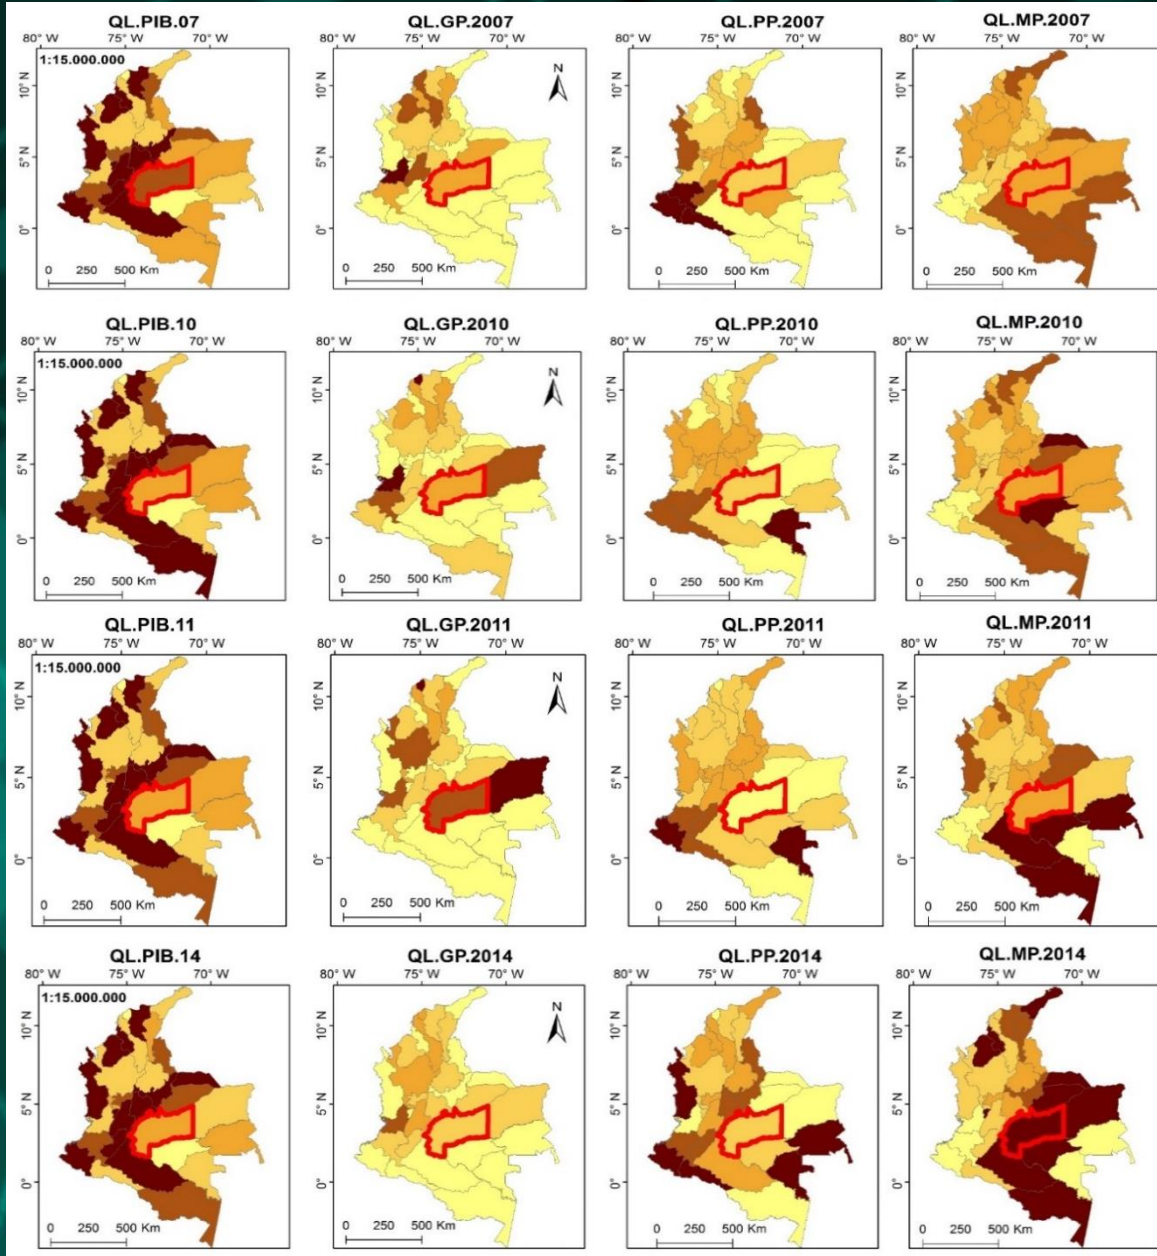 QL.PIB.07 QL.GP.2007 QL.PP.2007 QL.MP.2007
80° W 75° W 70° W 80° W 75° W 70° W 80° W 75° W 70° W 80° W 75° W 70° W
1:15.000.000
N
10° N 10° N 10° N 10° N
5° N 5° N 5° N 5° N
0° 0° 0° 0°
0 250 500 Km 0 250 500 Km 0 250 500 Km 0 250 500 Km
QL.PIB.10 QL.GP.2010 QL.PP.2010 QL.MP.2010
80° W 75° W 70° W 80° W 75° W 70° W 80° W 75° W 70° W 80° W 75° W 70° W
1:15.000.000
N
10° N 10° N 10° N 10° N
5° N 5° N 5° N 5° N
0° 0° 0° 0°
0 250 500 Km 0 250 500 Km 0 250 500 Km 0 250 500 Km
QL.PIB.11 QL.GP.2011 QL.PP.2011 QL.MP.2011
80° W 75° W 70° W 80° W 75° W 70° W 80° W 75° W 70° W 80° W 75° W 70° W
1:15.000.000
N
10° N 10° N 10° N 10° N
5° N 5° N 5° N 5° N
0° 0° 0° 0°
0 250 500 Km 0 250 500 Km 0 250 500 Km 0 250 500 Km
QL.PIB.14 QL.GP.2014 QL.PP.2014 QL.MP.2014
80° W 75° W 70° W 80° W 75° W 70° W 80° W 75° W 70° W 80° W 75° W 70° W
1:15.000.000
N
10° N 10° N 10° N 10° N
5° N 5° N 5° N 5° N
0° 0° 0° 0°
0 250 500 Km 0 250 500 Km 0 250 500 Km 0 250 500 Km